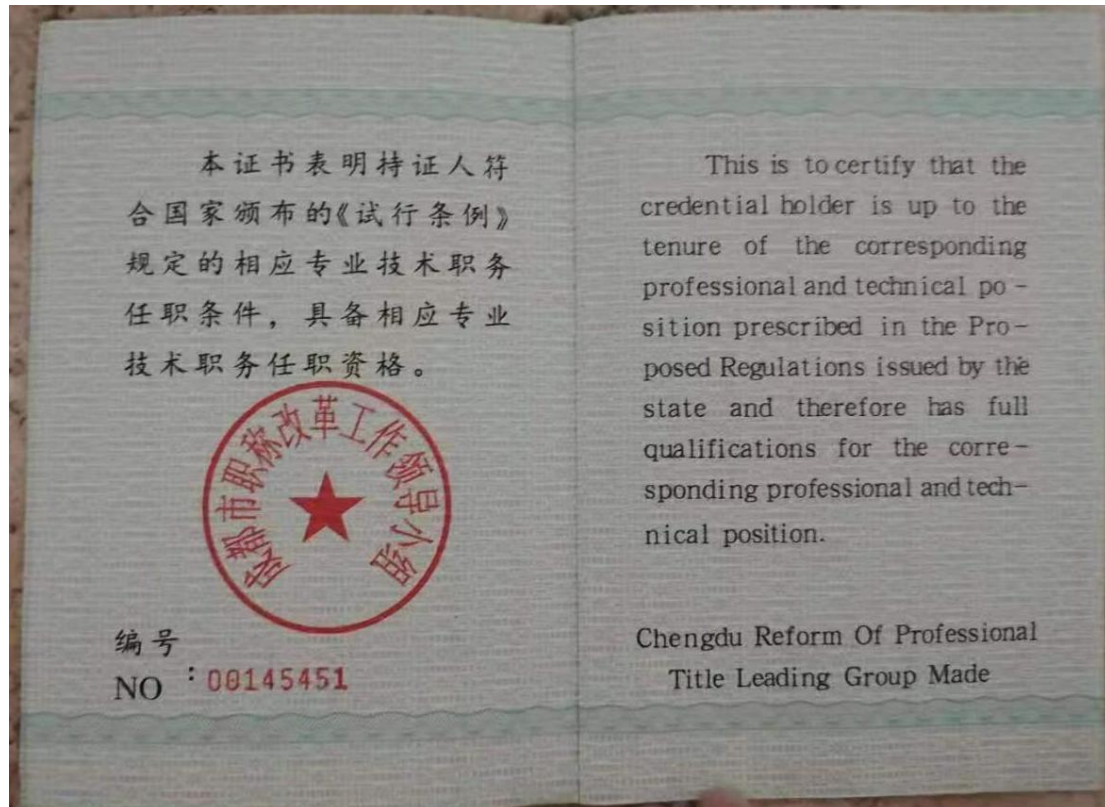 本证书表明持证人符
合国家颁布的《试行条例》
规定的相应专业技术职务
任职条件，具备相应专业
技术职务任职资格。
成都市职称改革工作领导小组
编号
NO：00145451
This is to certify that the
credential holder is up to the
tenure of the corresponding
professional and technical po-
sition prescribed in the Pro-
posed Regulations issued by the
state and therefore has full
qualifications for the corre-
sponding professional and tech-
nical position.
Chengdu Reform Of Professional
Title Leading Group Made